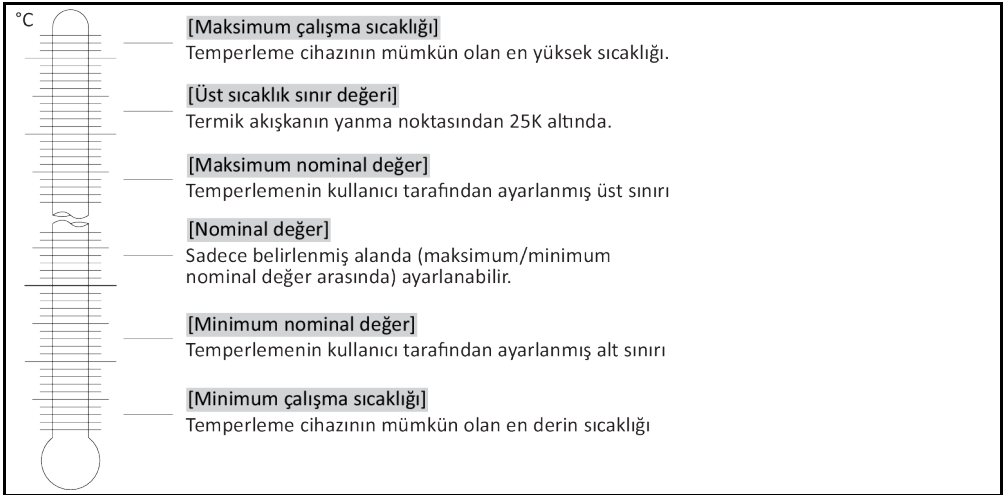 °C
[Maksimum çalışma sıcaklığı]
Temperleme cihazının mümkün olan en yüksek sıcaklığı.
[Üst sıcaklık sınır değeri]
Termik akışkanın yanma noktasından 25K altında.
[Maksimum nominal değer]
Temperlemenin kullanıcı tarafından ayarlanmış üst sınırı
[Nominal değer]
Sadece belirlenmiş alanda (maksimum/minimum
nominal değer arasında) ayarlanabilir.
[Minimum nominal değer]
Temperlemenin kullanıcı tarafından ayarlanmış alt sınırı
[Minimum çalışma sıcaklığı]
Temperleme cihazının mümkün olan en derin sıcaklığı